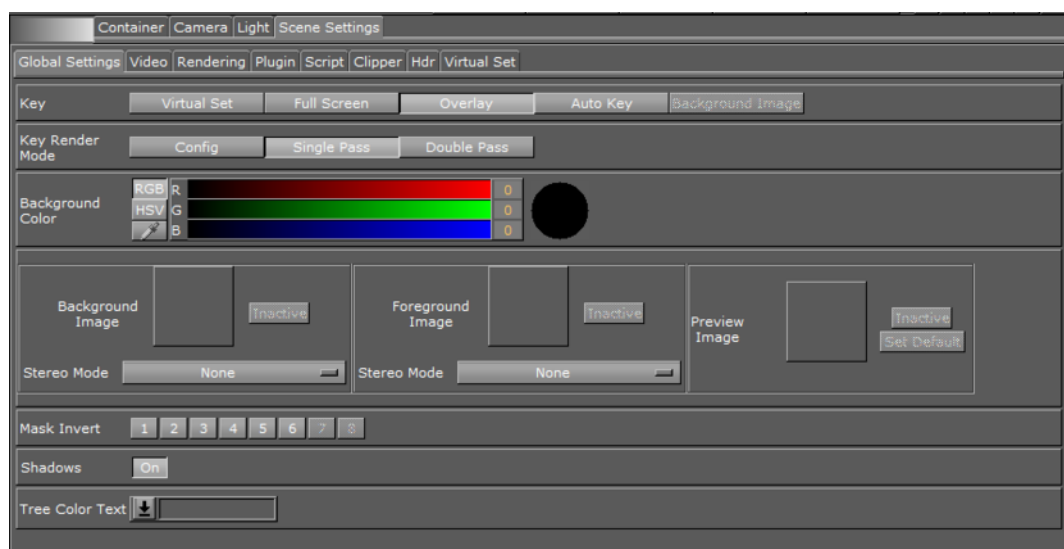 Container Camera Light Scene Settings
Global Settings Video Rendering Plugin Script Clipper Hdr Virtual Set
Key Virtual Set Full Screen Overlay Auto Key Background Image
Key Render
Mode
Config Single Pass Double Pass
Background
Color
RGB R 0
HSV G 0
B 0
Background
Image
Inactive
Stereo Mode None
Foreground
Image
Inactive
Stereo Mode None
Preview
Image
Inactive
Set Default
Mask Invert 1 2 3 4 5 6 7 8
Shadows On
Tree Color Text